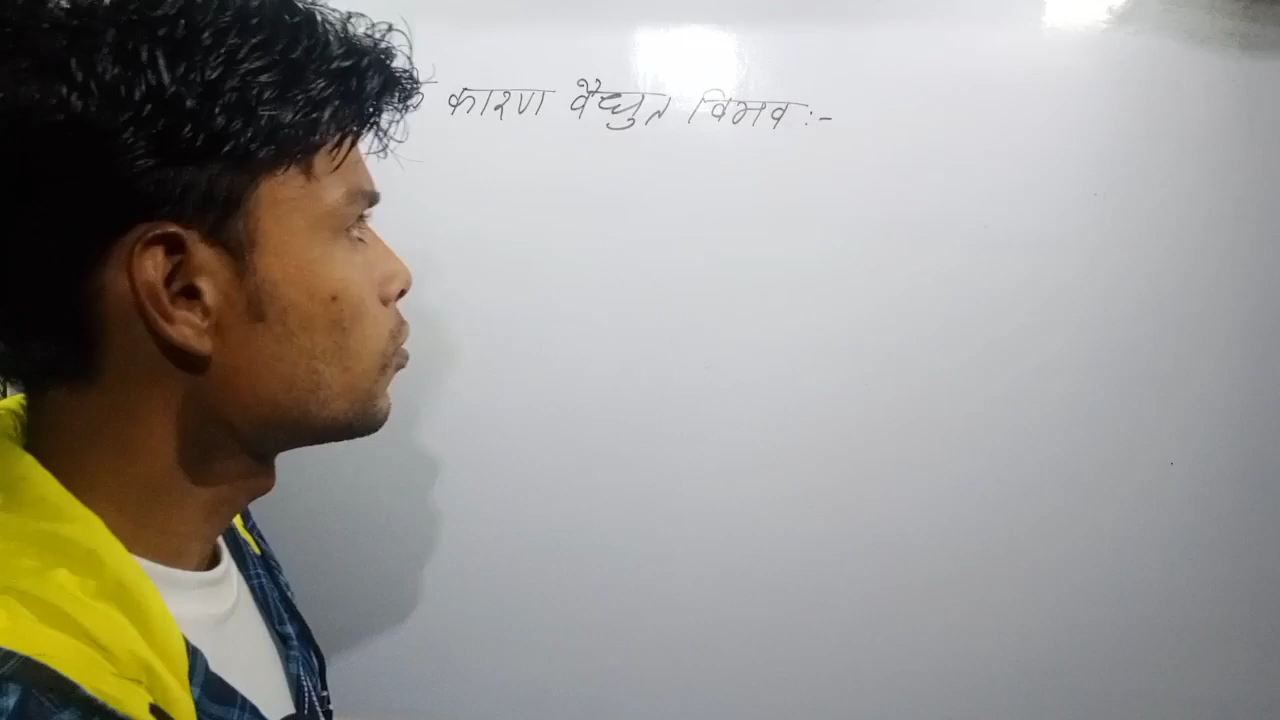 के कारण वैद्युत विभव :-